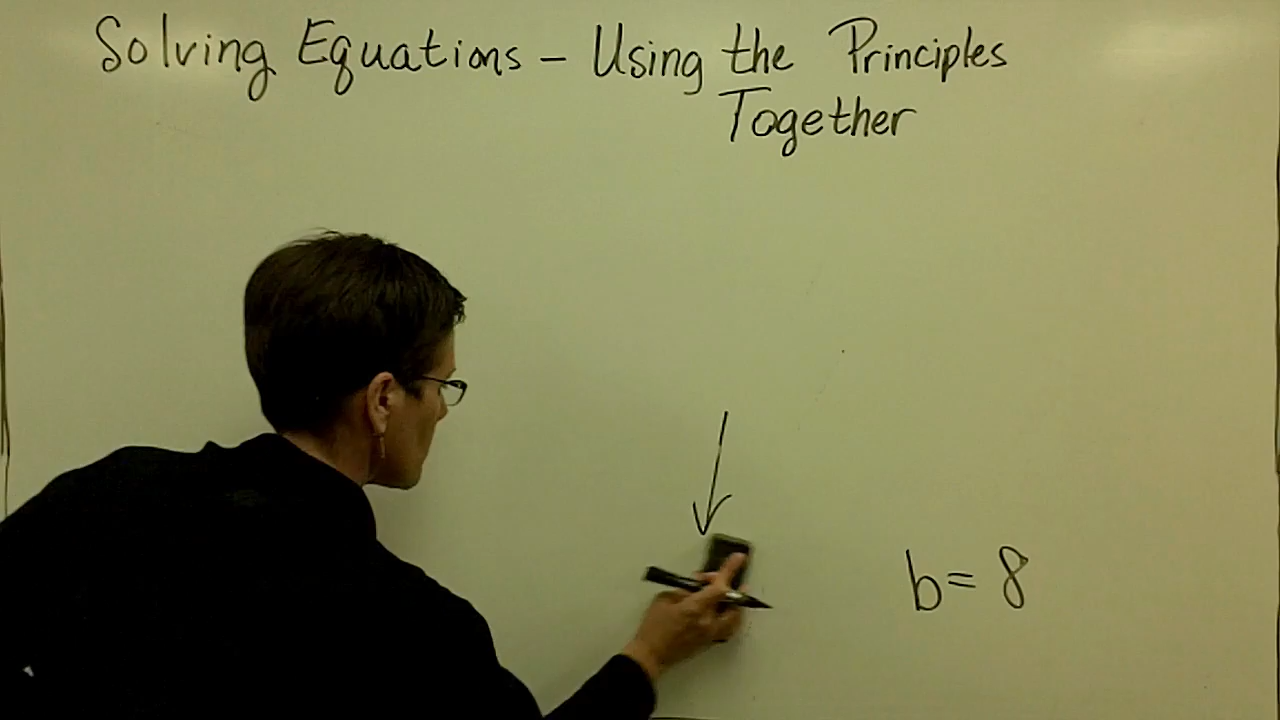 Solving Equations – Using the Principles
Together
b = 8